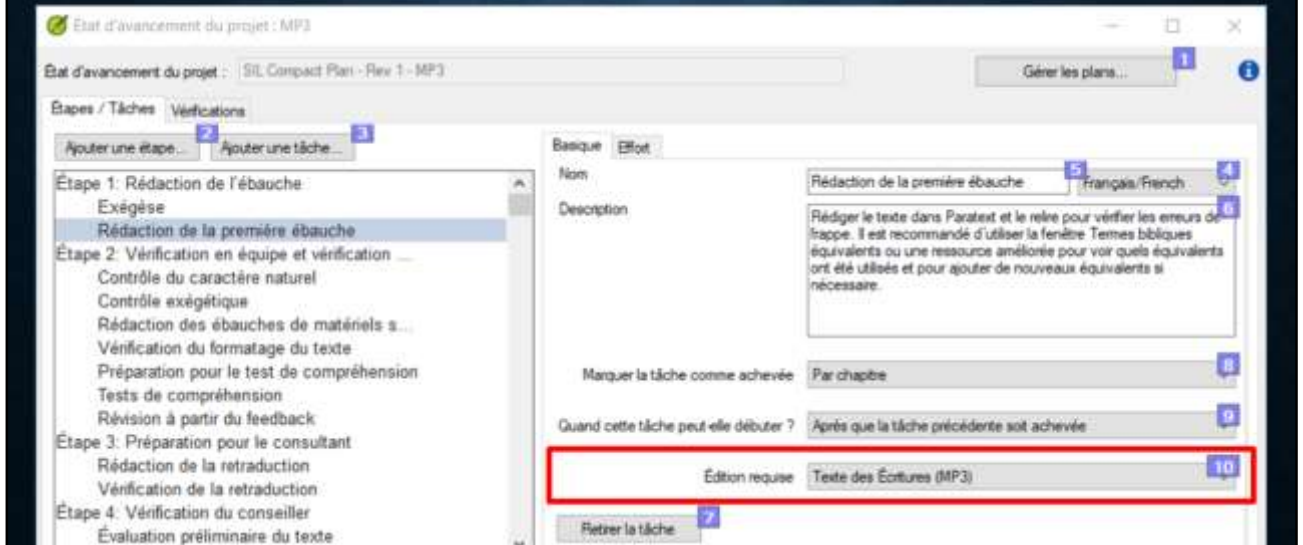 État d'avancement du projet : MP3
État d'avancement du projet : SIL Compact Plan - Rev 1 - MP3
Gérer les plans...
1
Étapes / Tâches
Vérifications
Ajouter une étape...
2
Ajouter une tâche...
3
Étape 1: Rédaction de l'ébauche
Exégèse
Rédaction de la première ébauche
Étape 2: Vérification en équipe et vérification ...
Contrôle du caractère naturel
Contrôle exégétique
Rédaction des ébauches de matériels s...
Vérification du formatage du texte
Préparation pour le test de compréhension
Tests de compréhension
Révision à partir du feedback
Étape 3: Préparation pour le consultant
Rédaction de la retraduction
Vérification de la retraduction
Étape 4: Vérification du conseiller
Évaluation préliminaire du texte
Basique
Effort
Nom
Rédaction de la première ébauche
5
Français/French
4
Description
6
Rédiger le texte dans Paratext et le relire pour vérifier les erreurs de
frappe. Il est recommandé d'utiliser la fenêtre Termes bibliques
équivalents ou une ressource améliorée pour voir quels équivalents
ont été utilisés et pour ajouter de nouveaux équivalents si
nécessaire.
Marquer la tâche comme achevée
Par chapitre
8
Quand cette tâche peut-elle débuter ?
Après que la tâche précédente soit achevée
9
Édition requise
Texte des Écritures (MP3)
10
Retirer la tâche
7